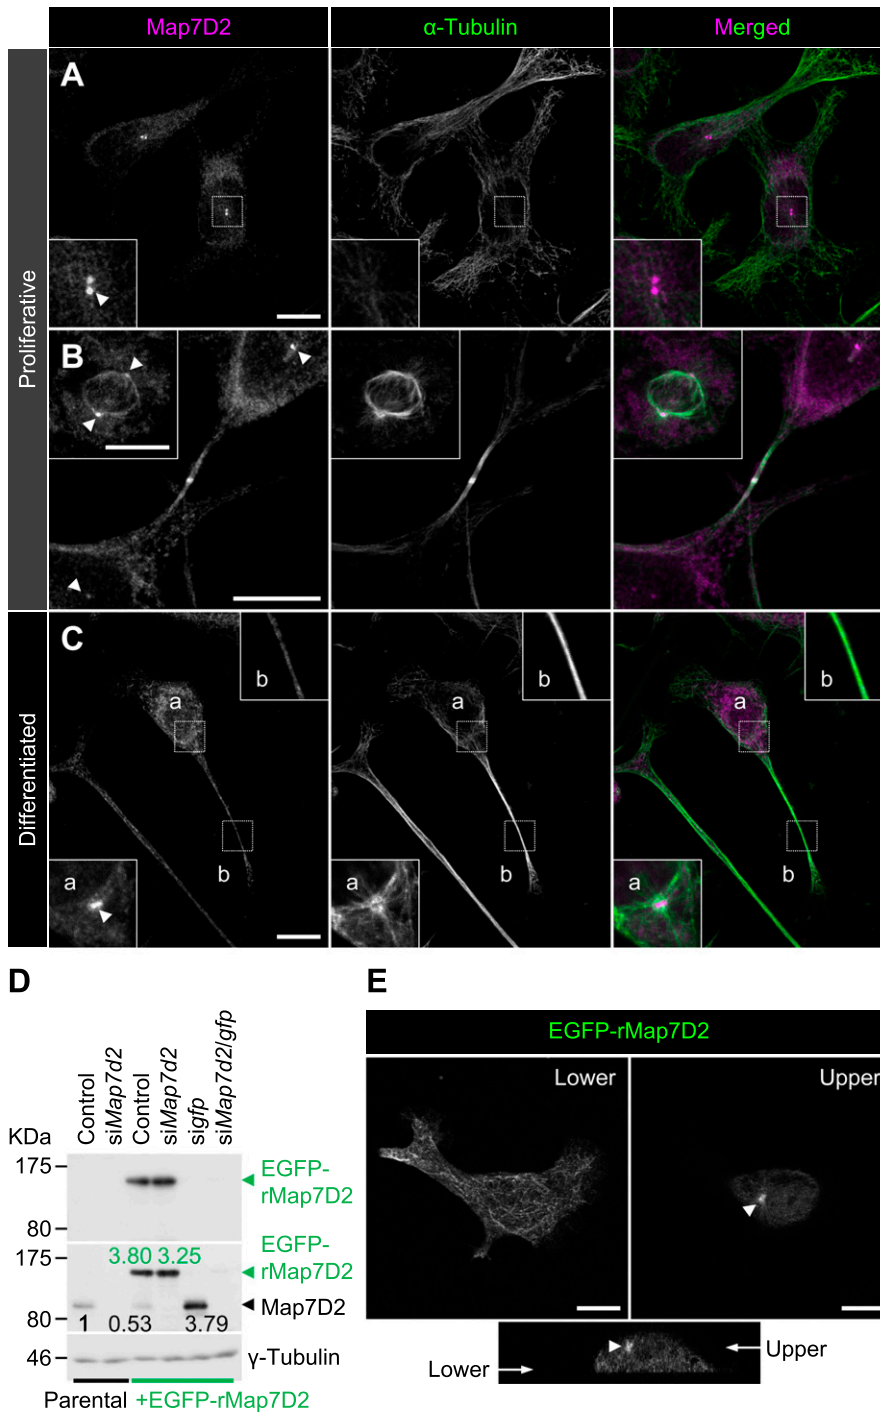 Map7D2
α-Tubulin
Merged
Proliferative
A
B
Differentiated
C
a
b
b
a
a
b
b
a
a
b
b
a
D
E
Control
siMap7d2
Control
siMap7d2
sigfp
siMap7d2/gfp
KDa
175
80
EGFP-
rMap7D2
175
80
3.80 3.25
EGFP-
rMap7D2
Map7D2
1 0.53 3.79
46
γ-Tubulin
Parental +EGFP-rMap7D2
EGFP-rMap7D2
Lower
Upper
Lower
Upper